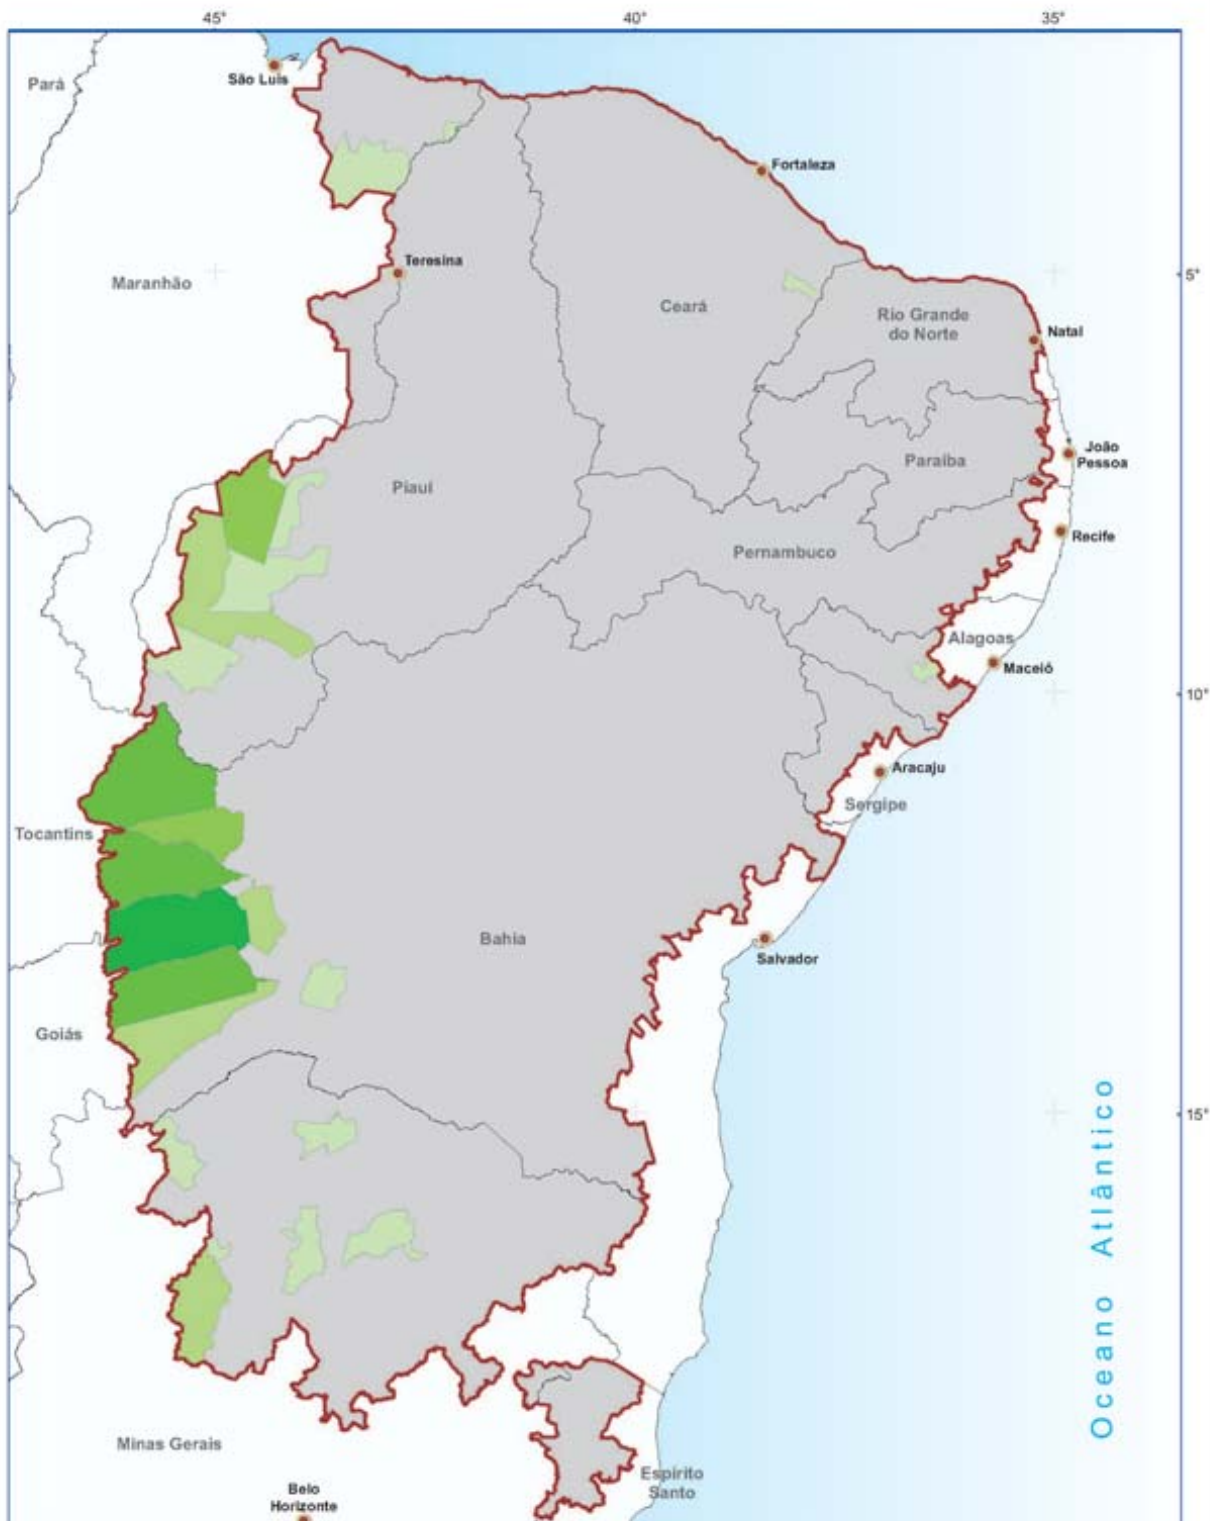 45°
40°
35°
São Luís
Pará
Fortaleza
Teresina
5°
Maranhão
Ceará
Rio Grande
do Norte
Natal
João
Pessoa
Paraíba
Piauí
Recife
Pernambuco
Alagoas
Maceió
10°
Aracaju
Sergipe
Tocantins
Bahia
Salvador
Goiás
15°
Oceano Atlântico
Minas Gerais
Espírito
Santo
Belo
Horizonte